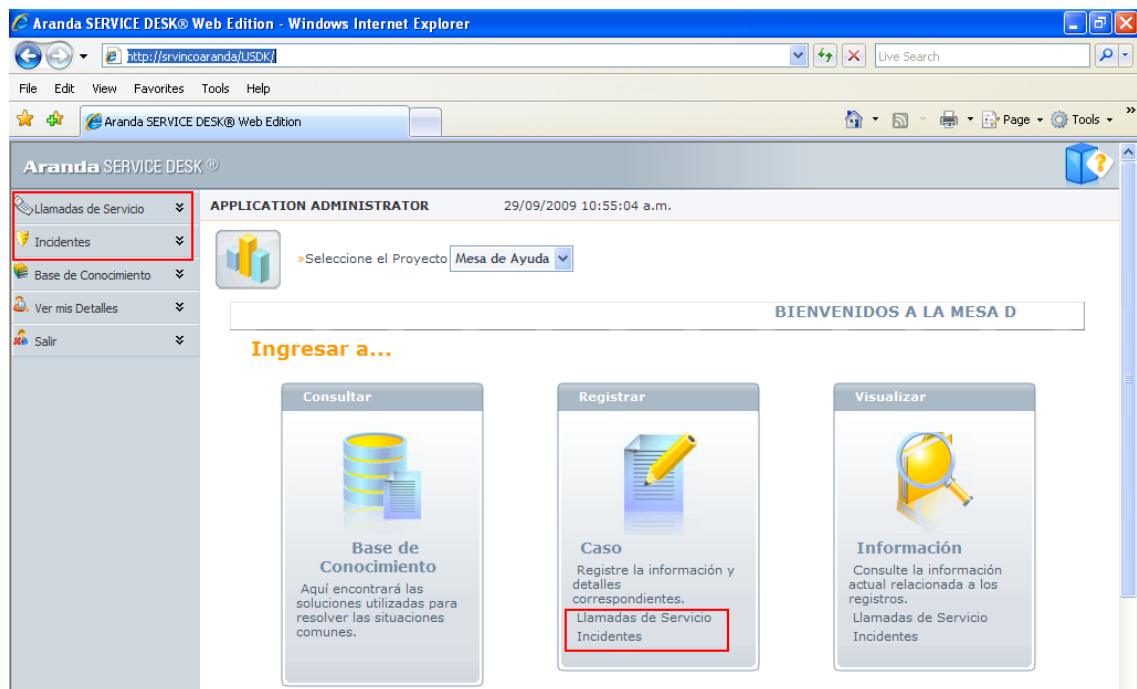 Aranda SERVICE DESK® Web Edition - Windows Internet Explorer
http://srvincoaranda/USDK/
Live Search
File Edit View Favorites Tools Help
Aranda SERVICE DESK® Web Edition
Page Tools
Aranda SERVICE DESK ®
Llamadas de Servicio
Incidentes
Base de Conocimiento
Ver mis Detalles
Salir
APPLICATION ADMINISTRATOR 29/09/2009 10:55:04 a.m.
»Seleccione el Proyecto Mesa de Ayuda
BIENVENIDOS A LA MESA D
Ingresar a...
Consultar
Base de
Conocimiento
Aquí encontrará las
soluciones utilizadas para
resolver las situaciones
comunes.
Registrar
Caso
Registre la información y
detalles
correspondientes.
Llamadas de Servicio
Incidentes
Visualizar
Información
Consulte la información
actual relacionada a los
registros.
Llamadas de Servicio
Incidentes